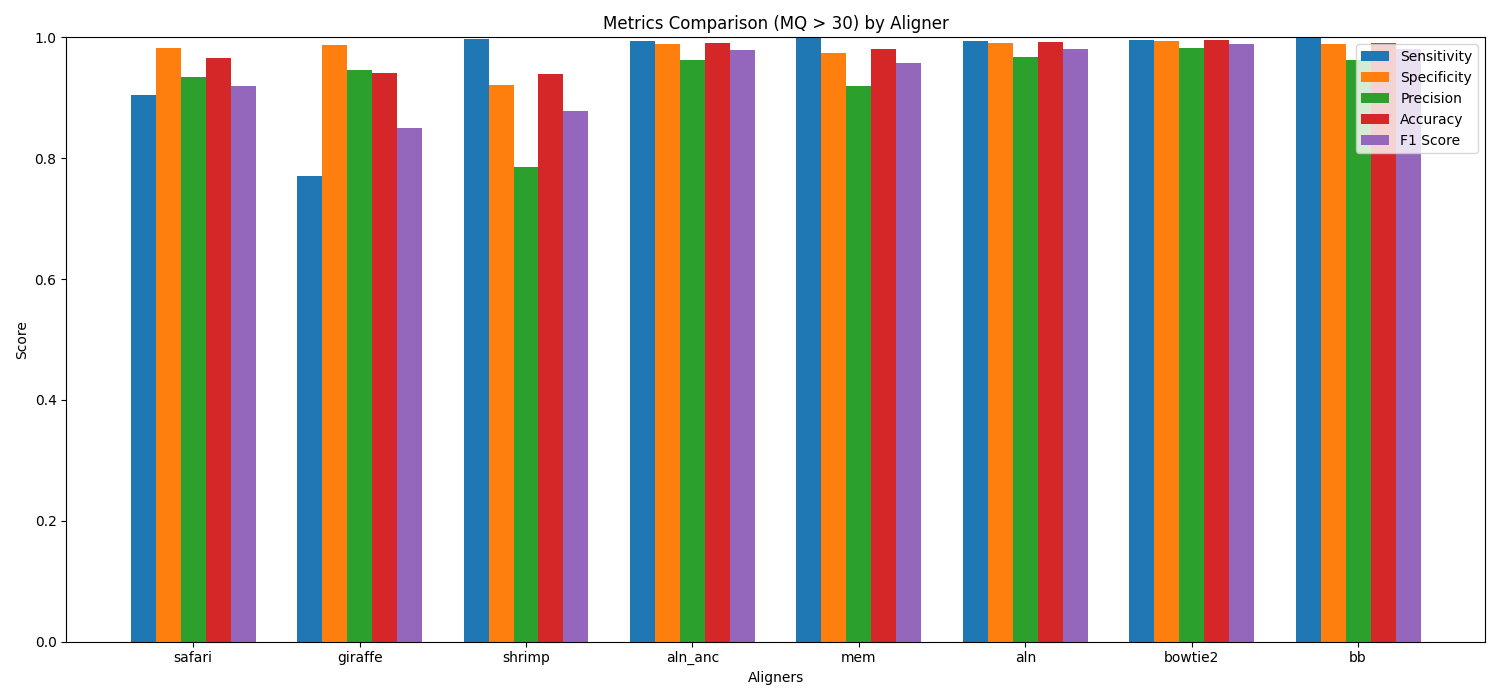 Metrics Comparison (MQ > 30) by Aligner
1.0
0.8
0.6
0.4
0.2
0.0
Score
Sensitivity
Specificity
Precision
Accuracy
F1 Score
safari giraffe shrimp aln_anc mem aln bowtie2 bb
Aligners